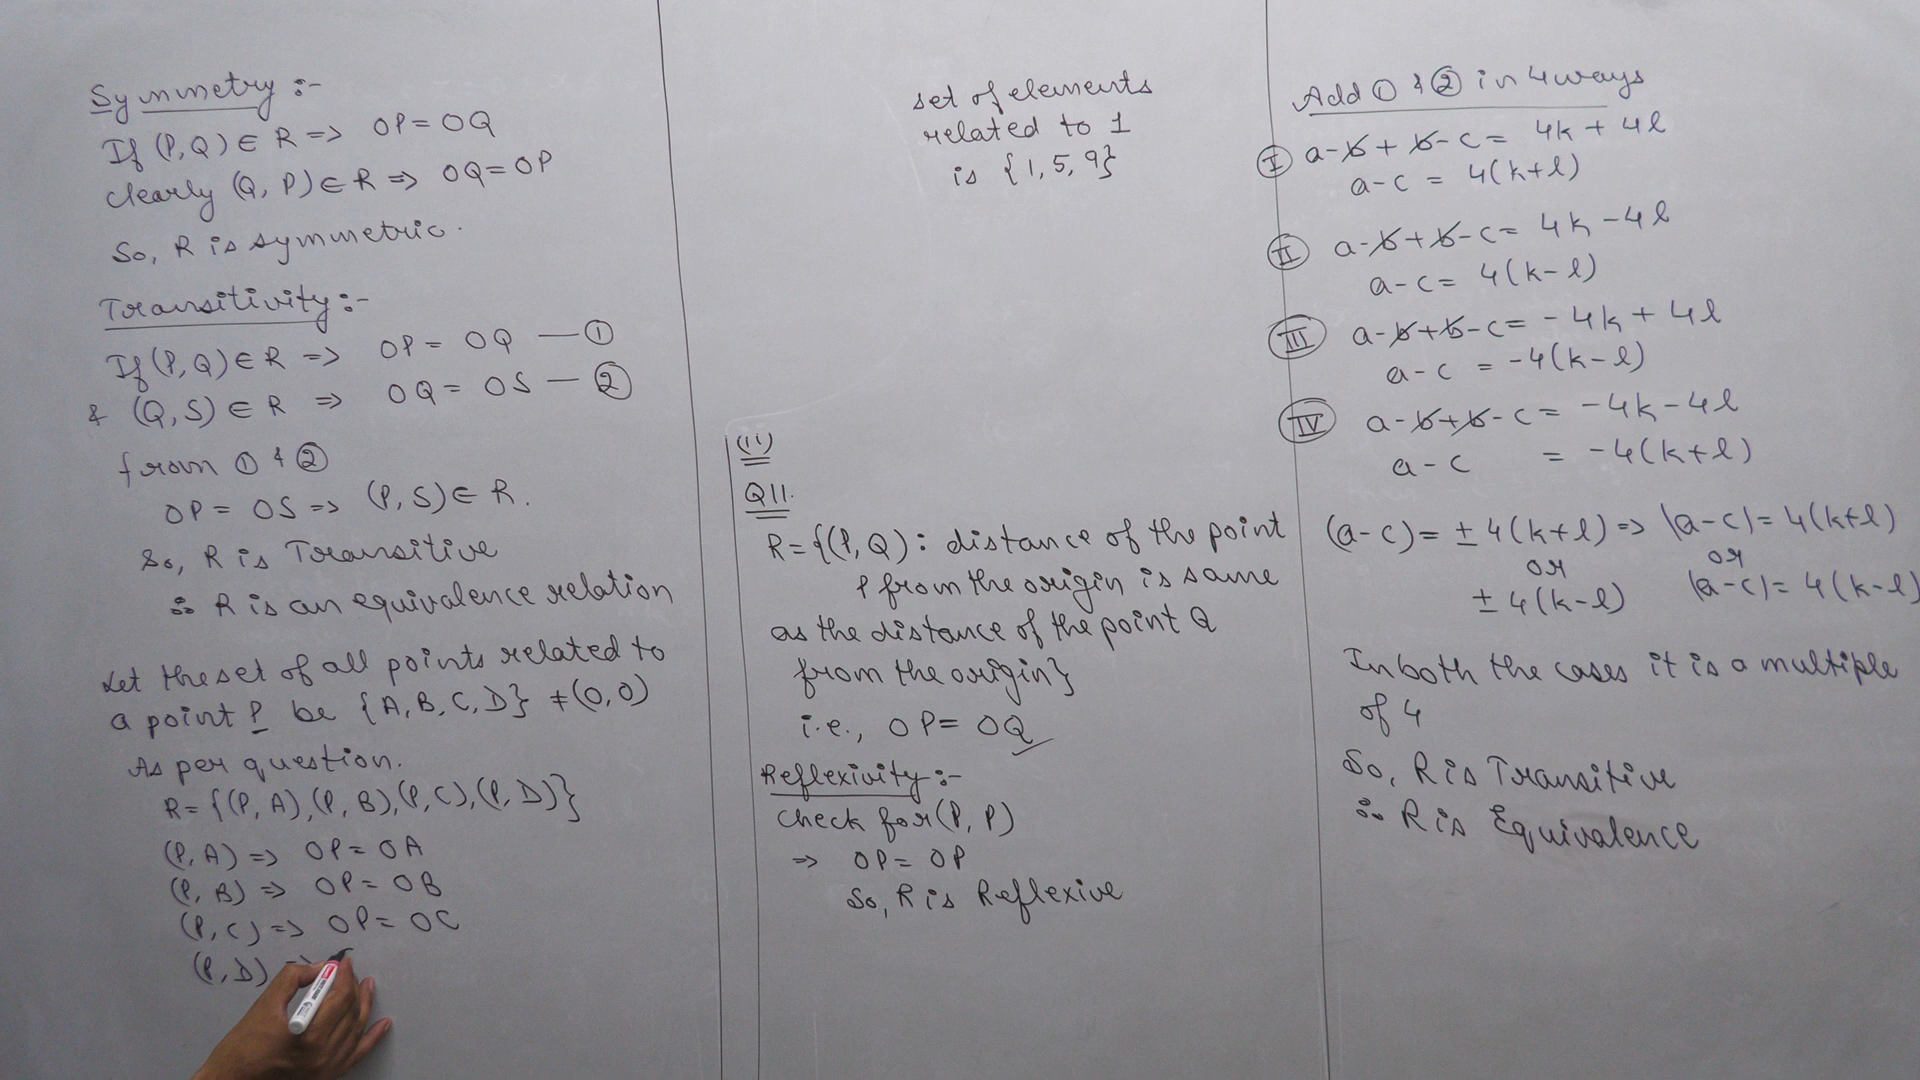 Symmetry :-
If (P,Q) ∈ R => OP = OQ
clearly (Q, P) ∈ R => OQ = OP
So, R is symmetric.
Transitivity :-
If (P,Q) ∈ R => OP = OQ — ①
& (Q,S) ∈ R => OQ = OS — ②
from ① & ②
OP = OS => (P,S) ∈ R.
So, R is Transitive
∴ R is an equivalence relation
Let the set of all points related to
a point P be {A,B,C,D} ≠ (0,0)
As per question.
R = {(P,A),(P,B),(P,C),(P,D)}
(P,A) => OP = OA
(P,B) => OP = OB
(P,C) => OP = OC
(P,D) =>
set of elements
related to 1
is {1,5,9}
(ii)
Q11.
R = {(P,Q) : distance of the point
P from the origin is same
as the distance of the point Q
from the origin}
i.e., OP = OQ
Reflexivity :-
Check for (P,P)
=> OP = OP
So, R is Reflexive
Add ① & ② in 4 ways
Ⅰ a-b+b-c = 4k+4l
a-c = 4(k+l)
Ⅱ a-b+b-c = 4k-4l
a-c = 4(k-l)
Ⅲ a-b+b-c = -4k+4l
a-c = -4(k-l)
Ⅳ a-b+b-c = -4k-4l
a-c = -4(k+l)
(a-c) = ±4(k+l) => |a-c| = 4(k+l)
or or
±4(k-l) |a-c| = 4(k-l)
In both the cases it is a multiple
of 4
So, R is Transitive
∴ R is Equivalence